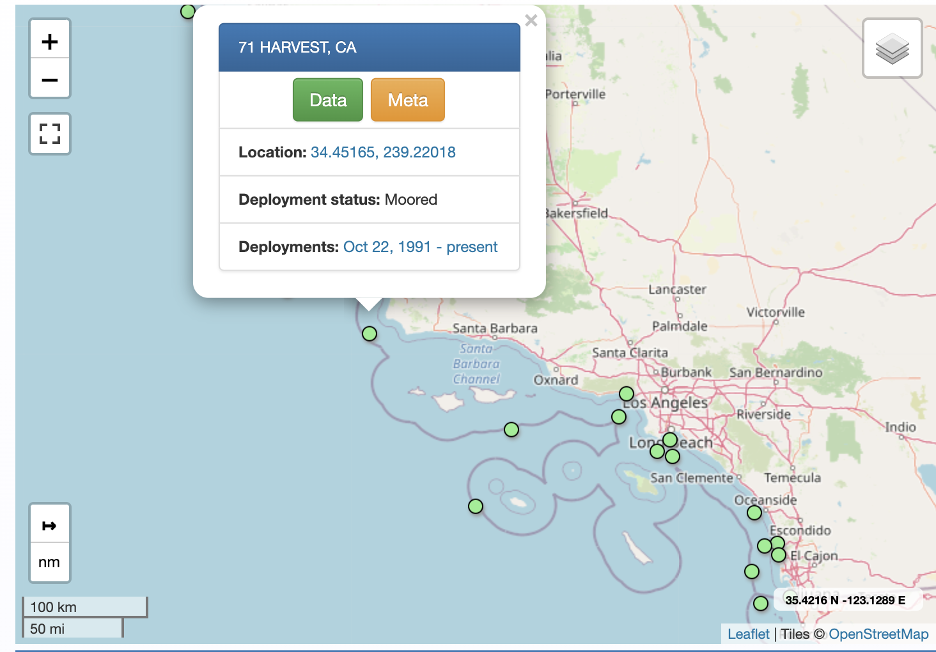 +
−
71 HARVEST, CA
×
Data Meta
Location: 34.45165, 239.22018
Deployment status: Moored
Deployments: Oct 22, 1991 - present
Porterville
Bakersfield
Lancaster
Victorville
Palmdale
Santa Barbara
Santa Clarita
Santa
Barbara
Channel
Oxnard
Burbank
San Bernardino
Los Angeles
Riverside
Indio
Long Beach
San Clemente
Temecula
Oceanside
Escondido
El Cajon
nm
35.4216 N -123.1289 E
100 km
50 mi
Leaflet | Tiles © OpenStreetMap